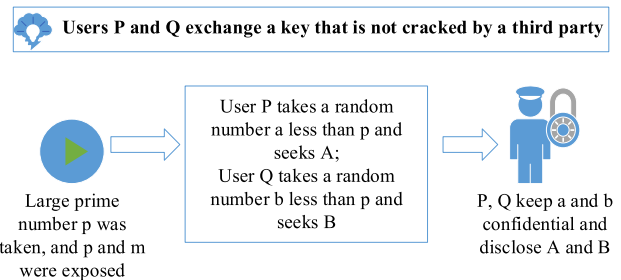 Users P and Q exchange a key that is not cracked by a third party
Large prime
number p was
taken, and p and m
were exposed
User P takes a random
number a less than p and
seeks A;
User Q takes a random
number b less than p and
seeks B
P, Q keep a and b
confidential and
disclose A and B